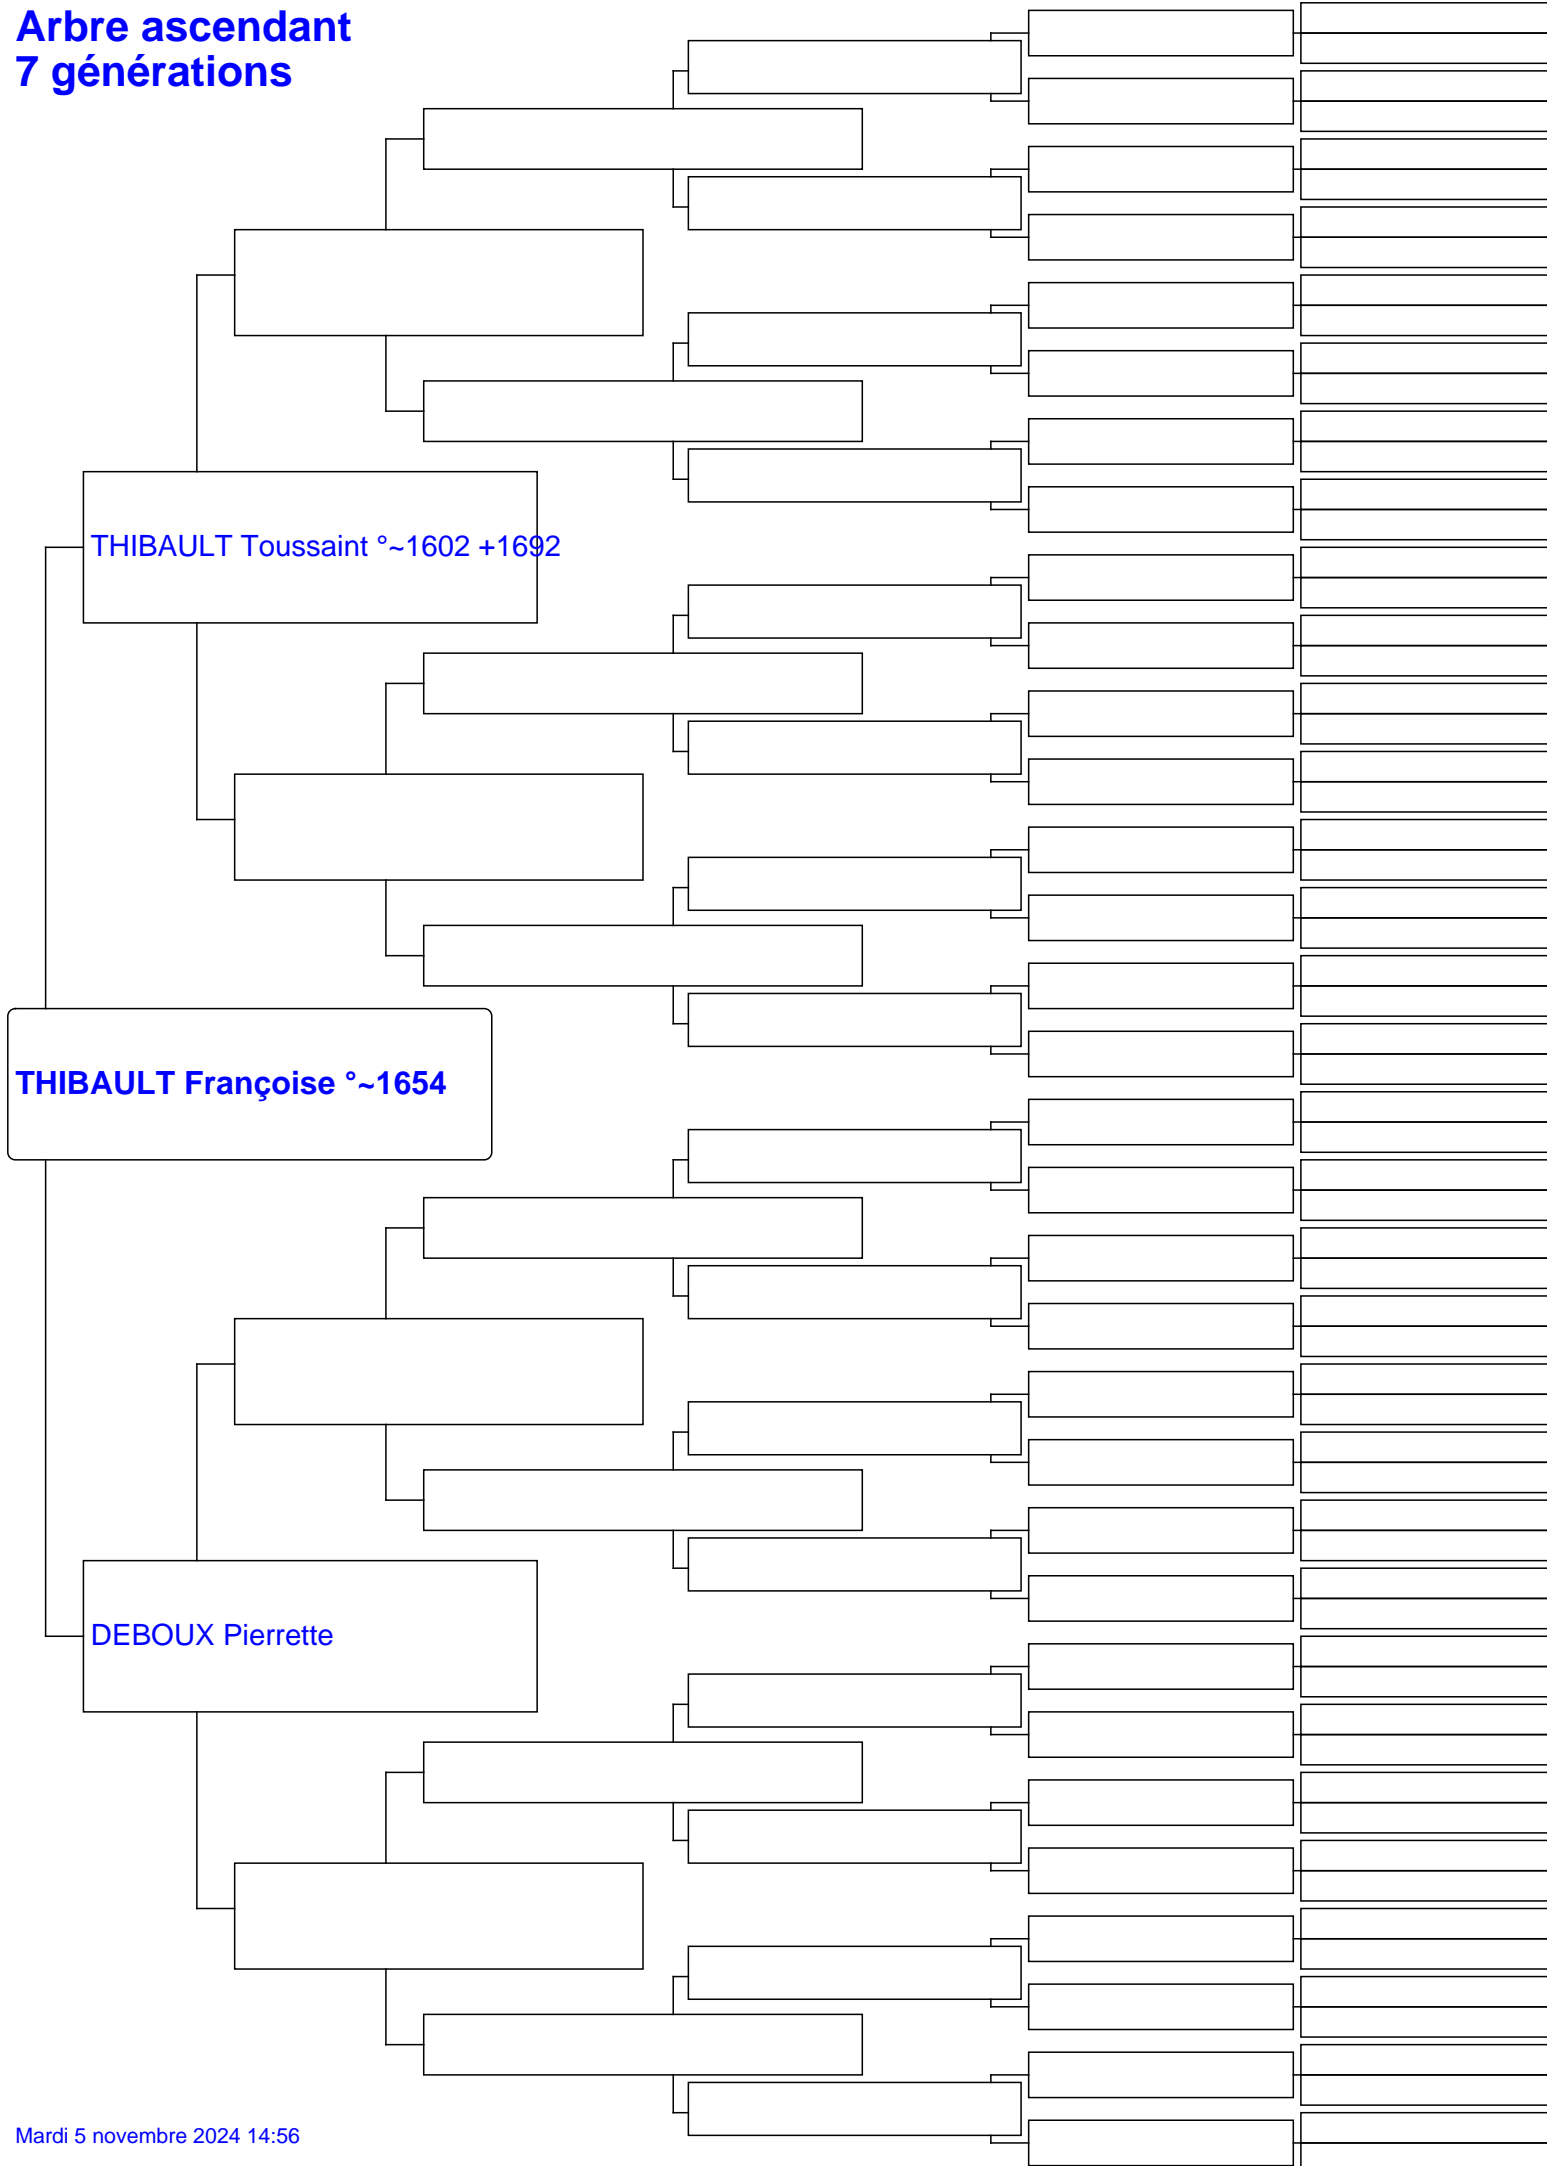 Arbre ascendant
7 générations
THIBAULT Toussaint °~1602 +1692
THIBAULT Françoise °~1654
DEBOUX Pierrette
Mardi 5 novembre 2024 14:56